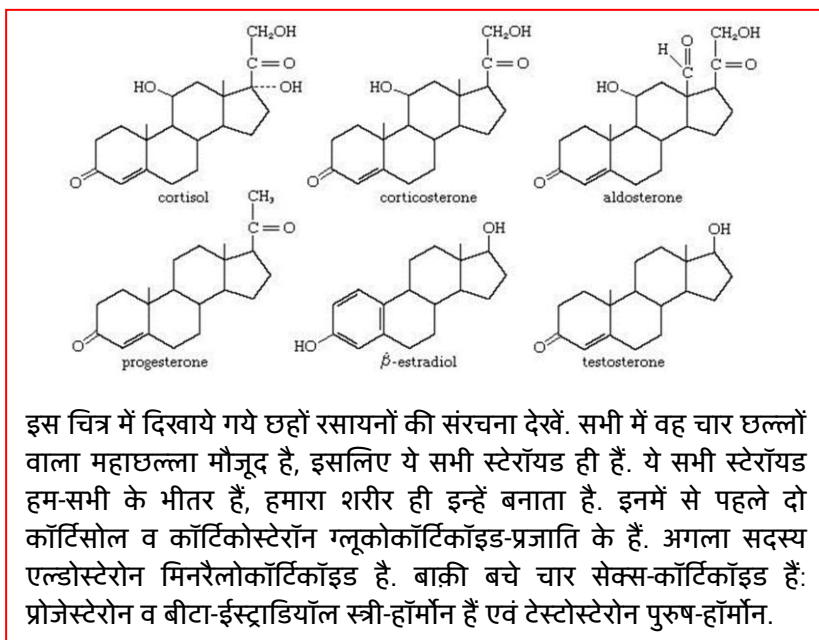 CH₂OH
C=O
HO
OH
O
cortisol
CH₂OH
C=O
HO
O
corticosterone
H
O
C
CH₂OH
C=O
HO
O
aldosterone
CH₃
C=O
O
progesterone
OH
HO
β-estradiol
OH
O
testosterone
इस चित्र में दिखाये गये छहों रसायनों की संरचना देखें. सभी में वह चार छल्लों
वाला महाछल्ला मौजूद है, इसलिए ये सभी स्टेरॉयड ही हैं. ये सभी स्टेरॉयड
हम-सभी के भीतर हैं, हमारा शरीर ही इन्हें बनाता है. इनमें से पहले दो
कॉर्टिसोल व कॉर्टिकोस्टेरॉन ग्लूकोकॉर्टिकॉइड-प्रजाति के हैं. अगला सदस्य
एल्डोस्टेरोन मिनरैलोकॉर्टिकॉइड है. बाक़ी बचे चार सेक्स-कॉर्टिकॉइड हैं:
प्रोजेस्टेरोन व बीटा-ईस्ट्राडियॉल स्त्री-हॉर्मोन हैं एवं टेस्टोस्टेरोन पुरुष-हॉर्मोन.